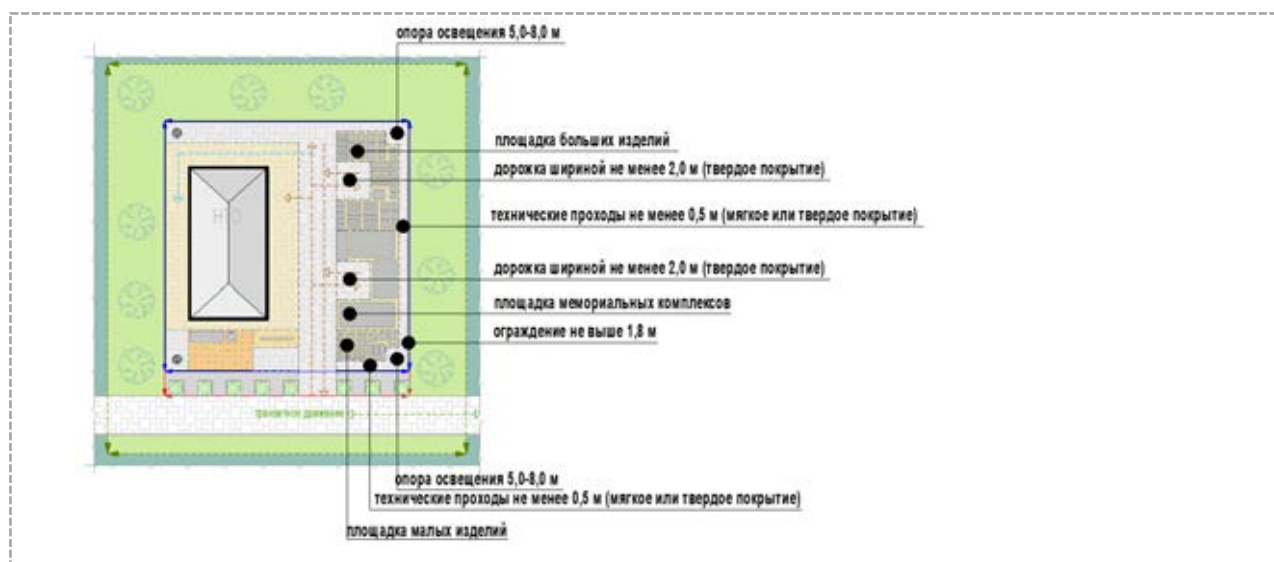 опора освещения 5,0-8,0 м
площадка больших изделий
дорожка шириной не менее 2,0 м (твердое покрытие)
НТО
технические проходы не менее 0,5 м (мягкое или твердое покрытие)
дорожка шириной не менее 2,0 м (твердое покрытие)
площадка мемориальных комплексов
ограждение не выше 1,8 м
транзитное движение
опора освещения 5,0-8,0 м
технические проходы не менее 0,5 м (мягкое или твердое покрытие)
площадка малых изделий